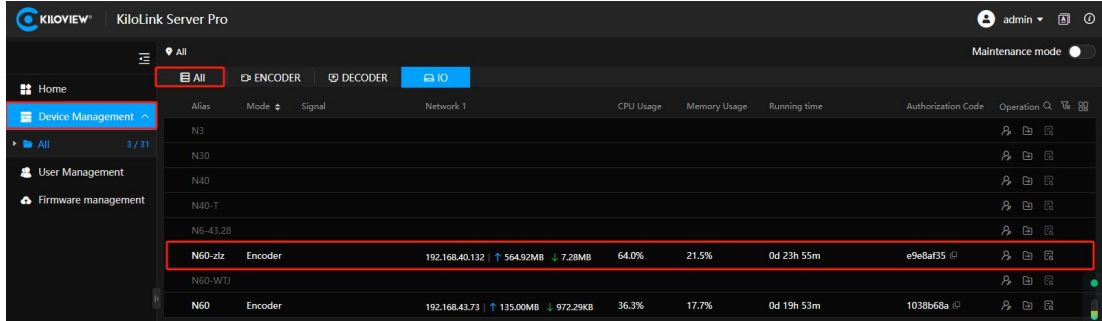 KILOVIEW® KiloLink Server Pro admin
All Maintenance mode
All ENCODER DECODER IO
Home
Device Management
All 3 / 31
User Management
Firmware management
Alias Mode Signal Network 1 CPU Usage Memory Usage Running time Authorization Code Operation
N3
N30
N40
N40-T
N6-43.28
N60-zlz Encoder 192.168.40.132 | ↑ 564.92MB ↓ 7.28MB 64.0% 21.5% 0d 23h 55m e9e8af35
N60-WTJ
N60 Encoder 192.168.43.73 | ↑ 135.00MB ↓ 972.29KB 36.3% 17.7% 0d 19h 53m 1038b68a